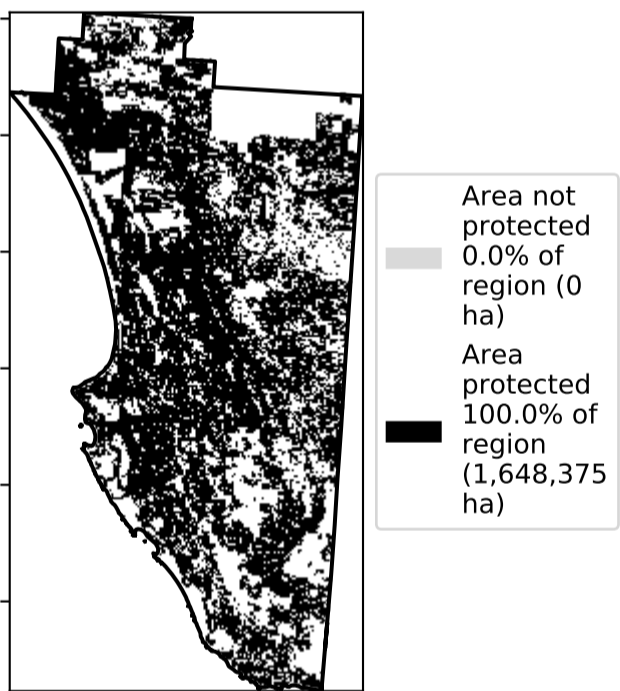 Area not
protected
0.0% of
region (0
ha)
Area
protected
100.0% of
region
(1,648,375
ha)